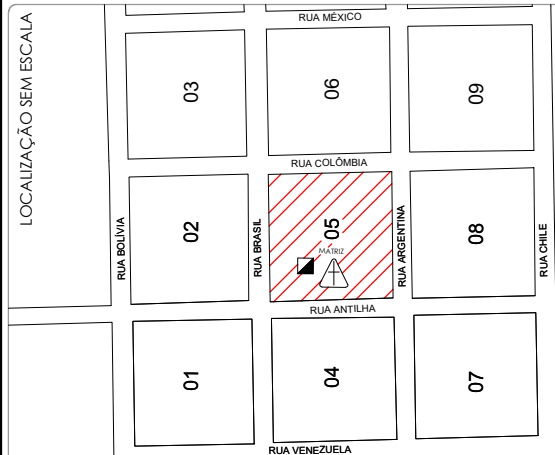 LOCALIZAÇÃO SEM ESCALA
RUA MÉXICO
03
06
09
RUA COLÔMBIA
RUA BOLÍVIA
02
RUA BRASIL
05
MATRIZ
RUA ARGENTINA
08
RUA CHILE
RUA ANTILHA
01
04
07
RUA VENEZUELA